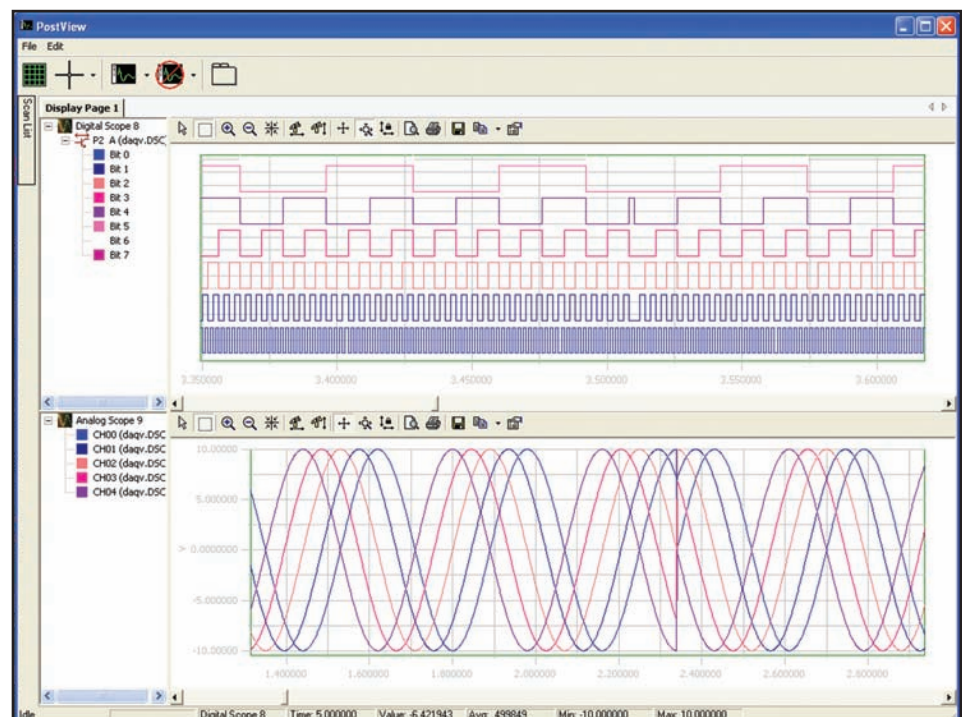 PostView
File Edit
Scan List
Display Page 1
Digital Scope 8
P2_A (daqv.DSC
Bit 0
Bit 1
Bit 2
Bit 3
Bit 4
Bit 5
Bit 6
Bit 7
3.350000 3.400000 3.450000 3.500000 3.550000 3.600000
Analog Scope 9
CH00 (daqv.DSC
CH01 (daqv.DSC
CH02 (daqv.DSC
CH03 (daqv.DSC
CH04 (daqv.DSC
10.00000
5.000000
V 0.0000000
-5.000000
-10.00000
1.400000 1.600000 1.800000 2.000000 2.200000 2.400000 2.600000 2.800000
Idle Digital Scope 8 Time: 5.000000 Value: -6.421943 Avg: .499849 Min: -10.000000 Max: 10.000000